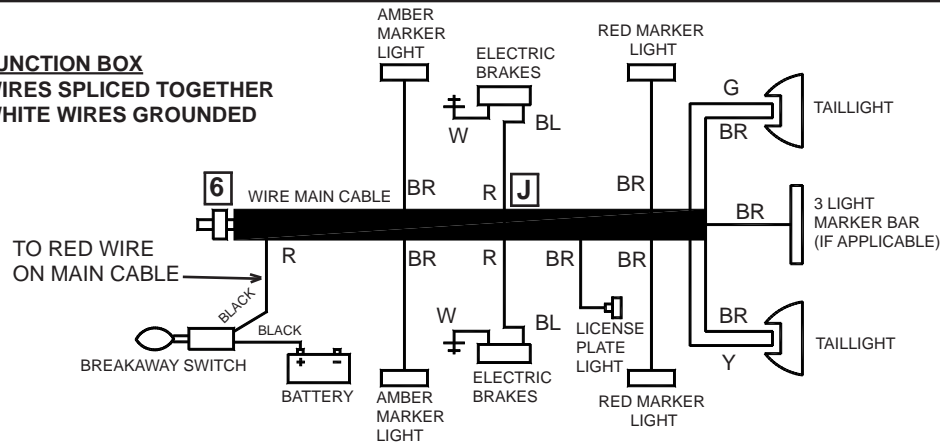 AMBER
MARKER
LIGHT
ELECTRIC
BRAKES
RED MARKER
LIGHT
UNCTION BOX
WIRES SPLICED TOGETHER
WHITE WIRES GROUNDED
W
BL
G
BR
TAILLIGHT
6
WIRE MAIN CABLE
BR
R
J
BR
BR
3 LIGHT
MARKER BAR
(IF APPLICABLE)
TO RED WIRE
ON MAIN CABLE
R
BR
R
BR
BR
BLACK
BLACK
BREAKAWAY SWITCH
+ -
BATTERY
W
BL
LICENSE
PLATE
LIGHT
BR
Y
TAILLIGHT
AMBER
MARKER
LIGHT
ELECTRIC
BRAKES
RED MARKER
LIGHT